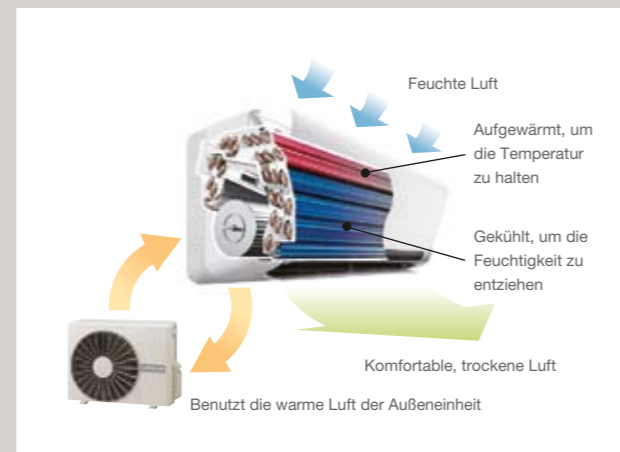 Feuchte Luft
Aufgewärmt, um
die Temperatur
zu halten
Gekühlt, um die
Feuchtigkeit zu
entziehen
Komfortable, trockene Luft
Benutzt die warme Luft der Außeneinheit